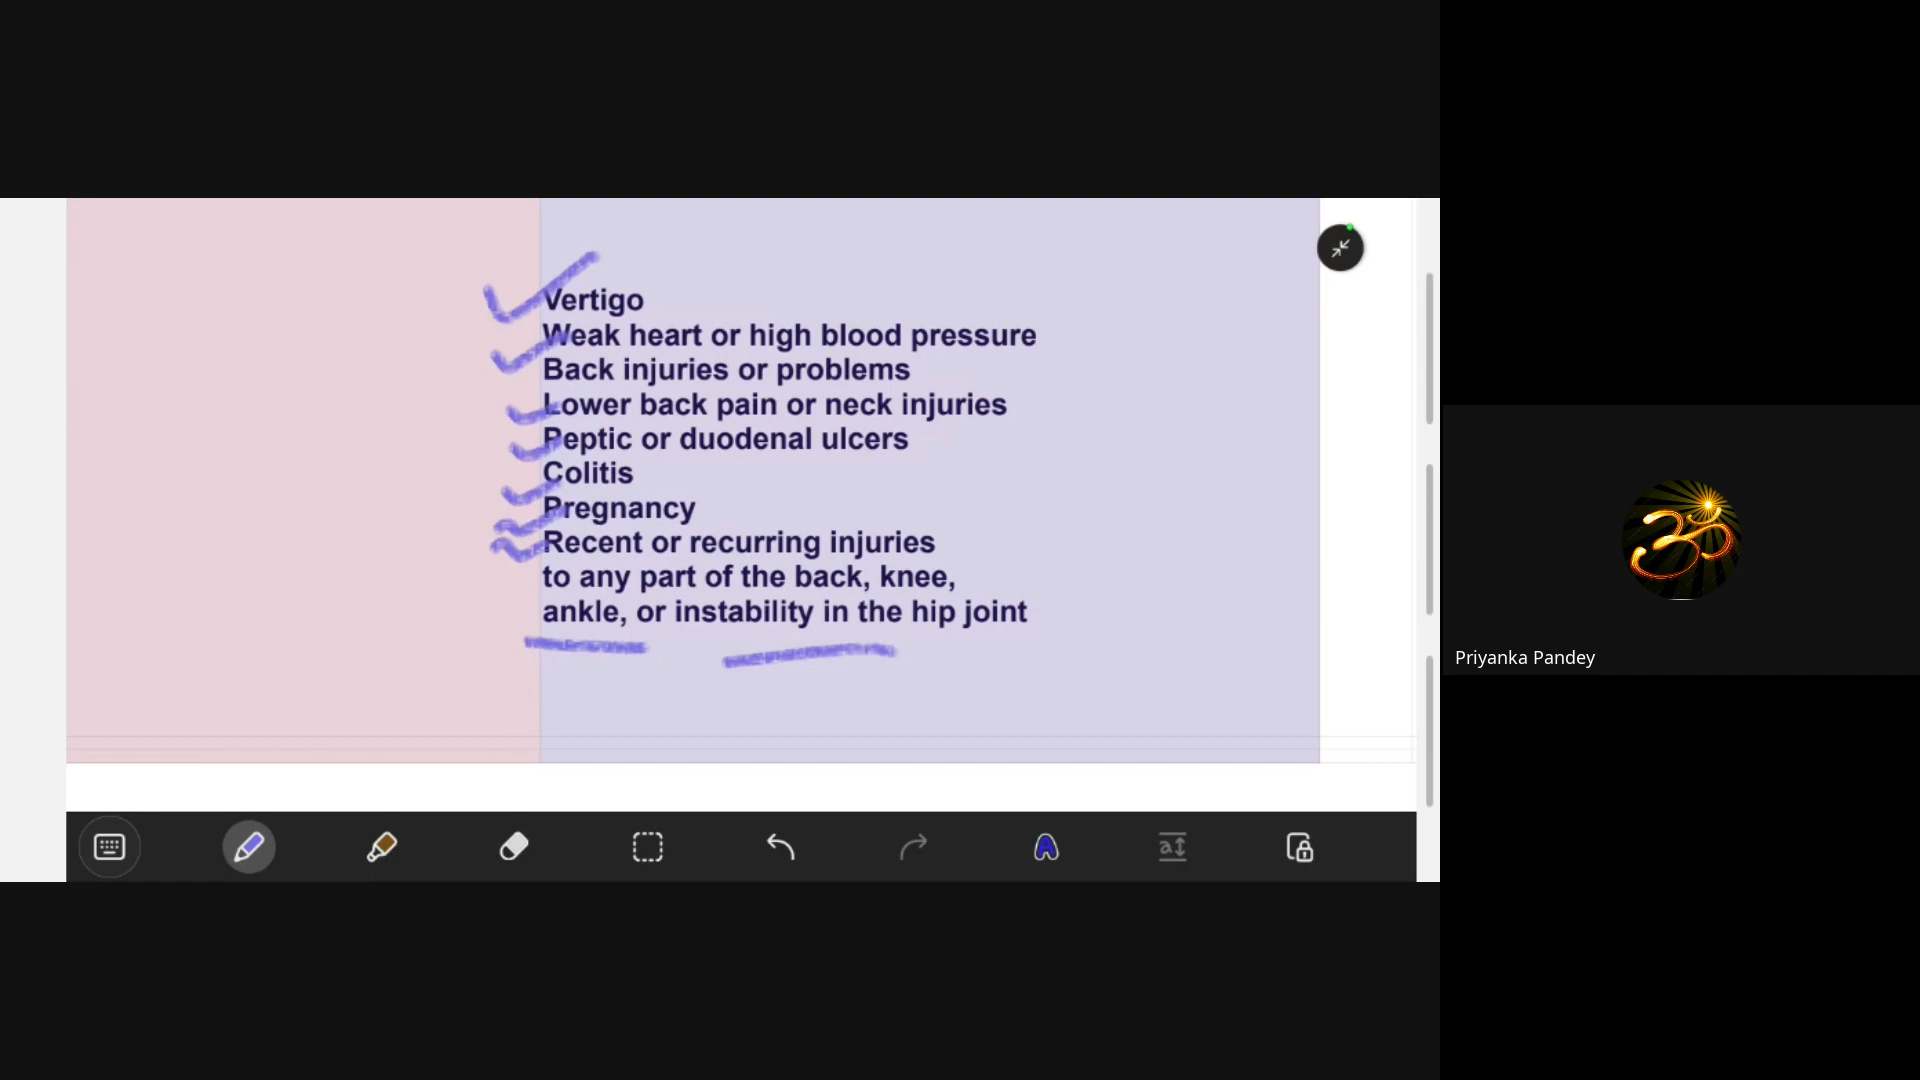 Vertigo
Weak heart or high blood pressure
Back injuries or problems
Lower back pain or neck injuries
Peptic or duodenal ulcers
Colitis
Pregnancy
Recent or recurring injuries
to any part of the back, knee,
ankle, or instability in the hip joint
ॐ
Priyanka Pandey
A
a